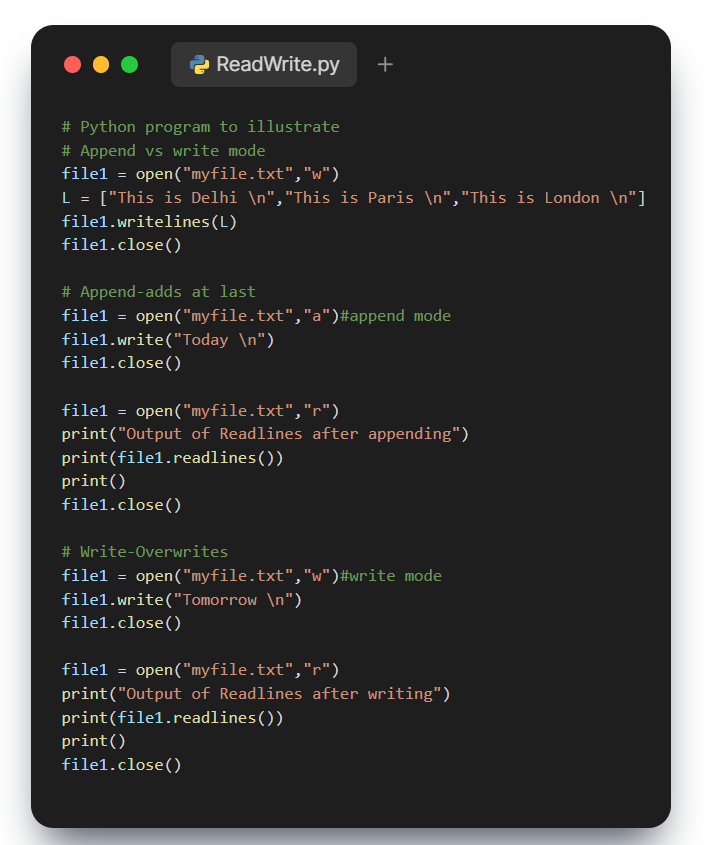 ReadWrite.py +
# Python program to illustrate
# Append vs write mode
file1 = open("myfile.txt","w")
L = ["This is Delhi \n","This is Paris \n","This is London \n"]
file1.writelines(L)
file1.close()

# Append-adds at last
file1 = open("myfile.txt","a")#append mode
file1.write("Today \n")
file1.close()

file1 = open("myfile.txt","r")
print("Output of Readlines after appending")
print(file1.readlines())
print()
file1.close()

# Write-Overwrites
file1 = open("myfile.txt","w")#write mode
file1.write("Tomorrow \n")
file1.close()

file1 = open("myfile.txt","r")
print("Output of Readlines after writing")
print(file1.readlines())
print()
file1.close()